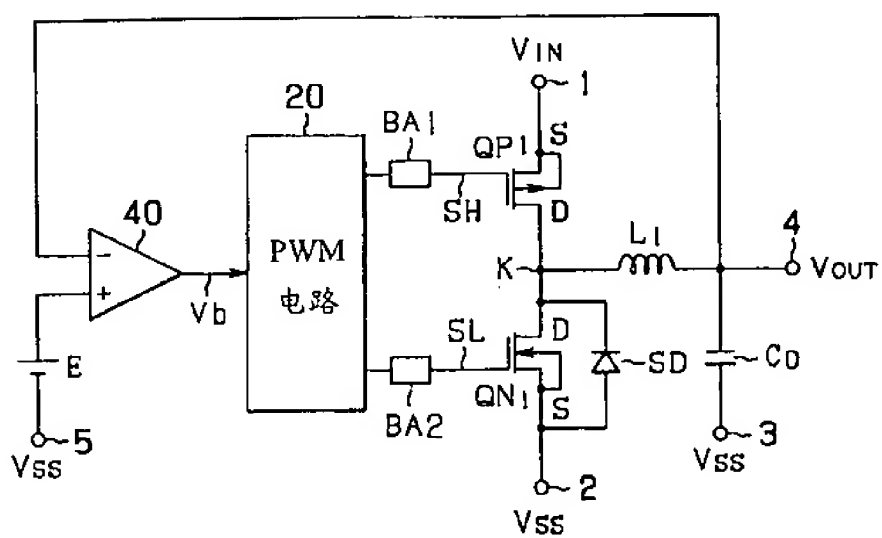 VIN
1
20
BA1
S
QP1
SH
D
40
L1
4
PWM
电路
K
VOUT
Vb
D
SL
SD
CO
E
QN1
S
BA2
5
3
VSS
VSS
2
VSS